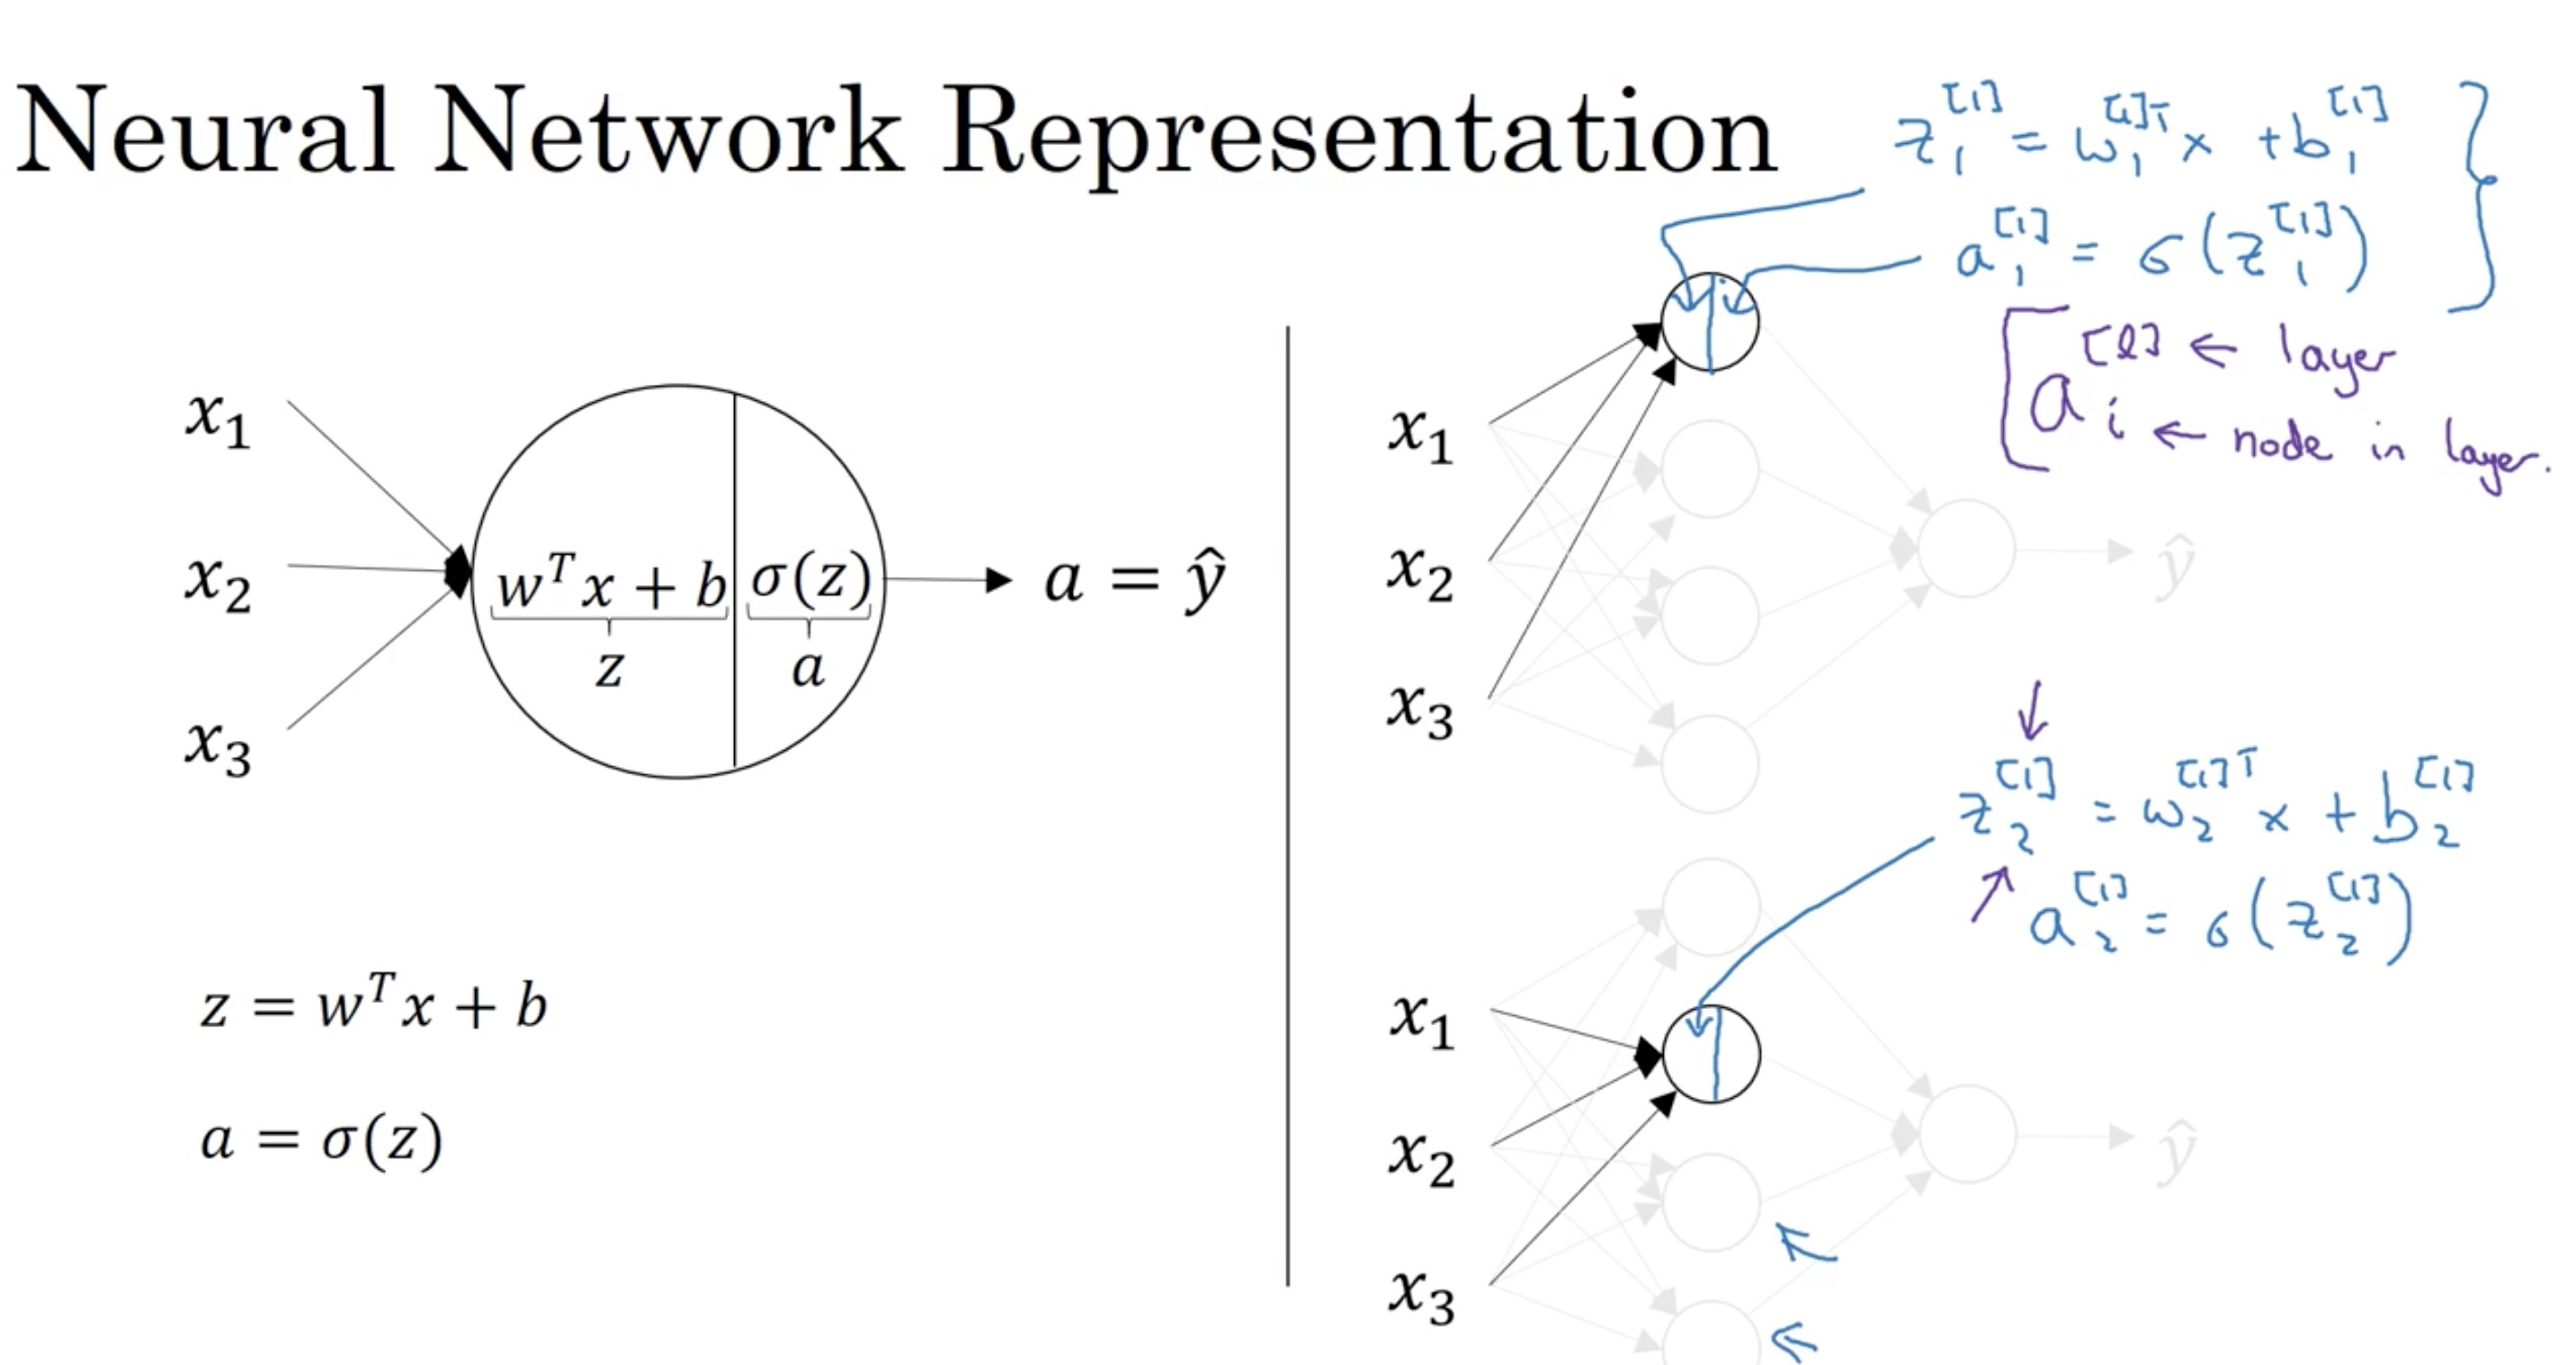 Neural Network Representation
x₁
x₂
x₃
wᵀx + b
z
σ(z)
a
a = ŷ
z = wᵀx + b
a = σ(z)
z₁^[1] = w₁^[1]ᵀ x + b₁^[1]
a₁^[1] = σ(z₁^[1])
a_i^[l] ← layer
← node in layer.
x₁
x₂
x₃
ŷ
z₂^[1] = w₂^[1]ᵀ x + b₂^[1]
a₂^[1] = σ(z₂^[1])
x₁
x₂
x₃
ŷ